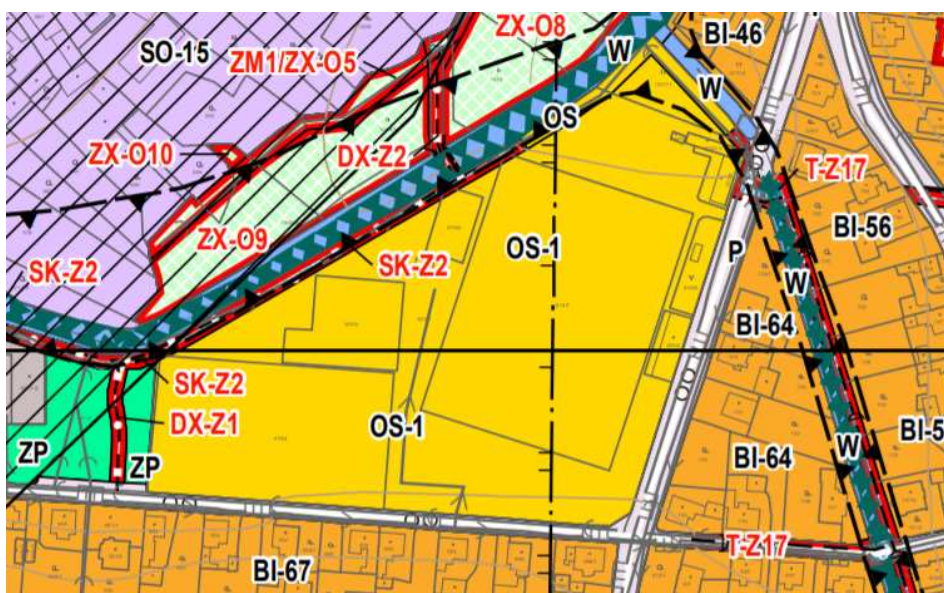 ZX-O8
BI-46
SO-15
W
ZM1/ZX-O5
W
OS
ZX-O10
DX-Z2
T-Z17
ZX-O9
BI-56
OS-1
P
SK-Z2
SK-Z2
W
BI-64
SK-Z2
DX-Z1
OS-1
ZP
ZP
W
BI-5
BI-64
T-Z17
BI-67